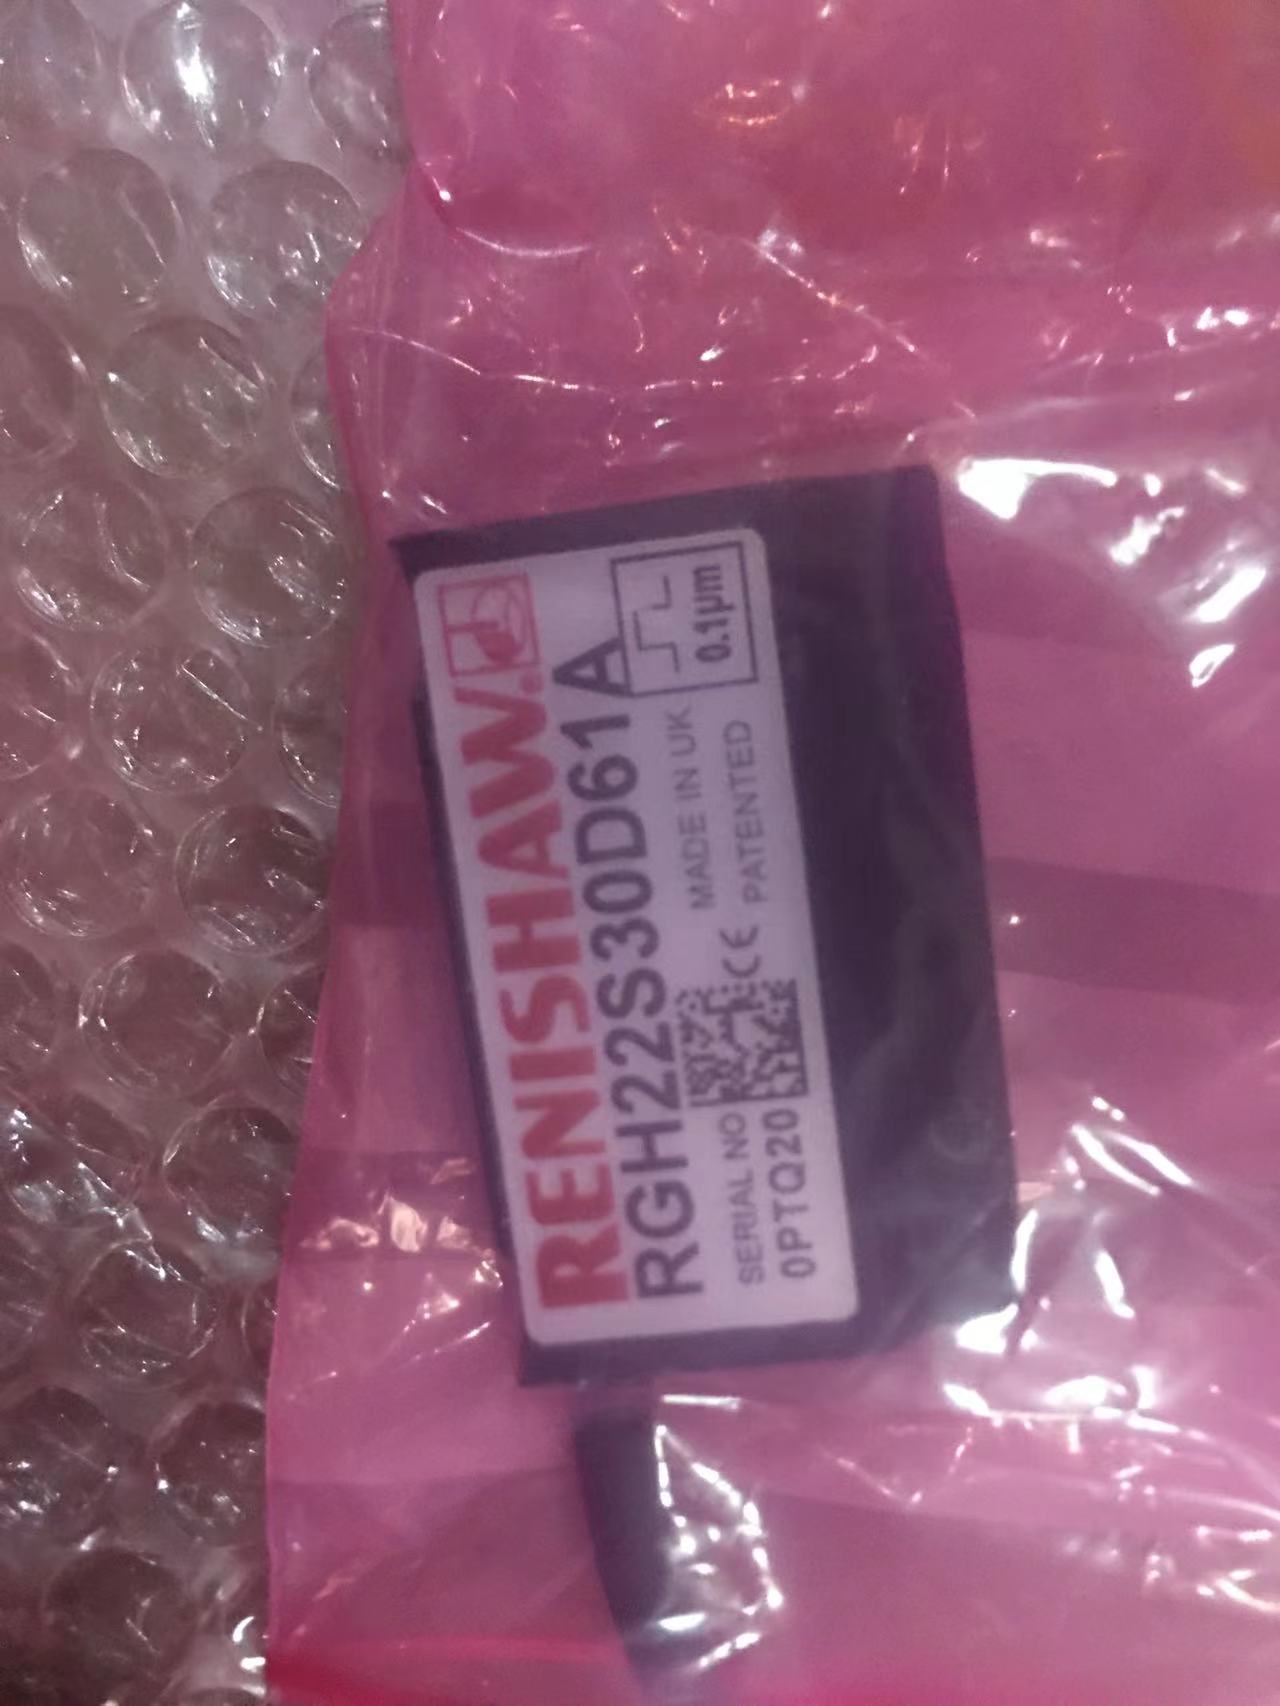 RENISHAW
RGH22S30D61A
0.1µm
SERIAL NO
0PTQ20
CE
MADE IN UK
PATENTED